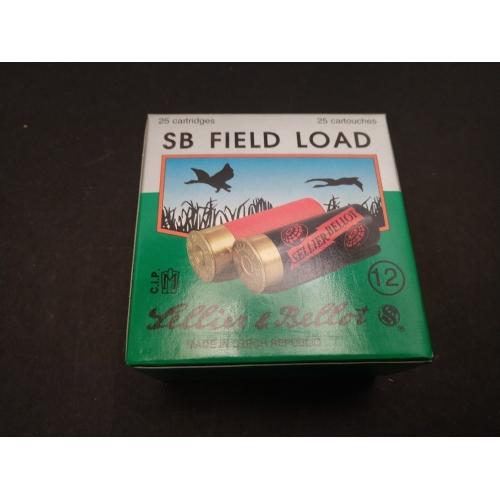 25 cartridges 25 cartouches
SB FIELD LOAD
SELLIER BELLOT
12
C.I.P.
Sellier & Bellot S ®
MADE IN CZECH REPUBLIC